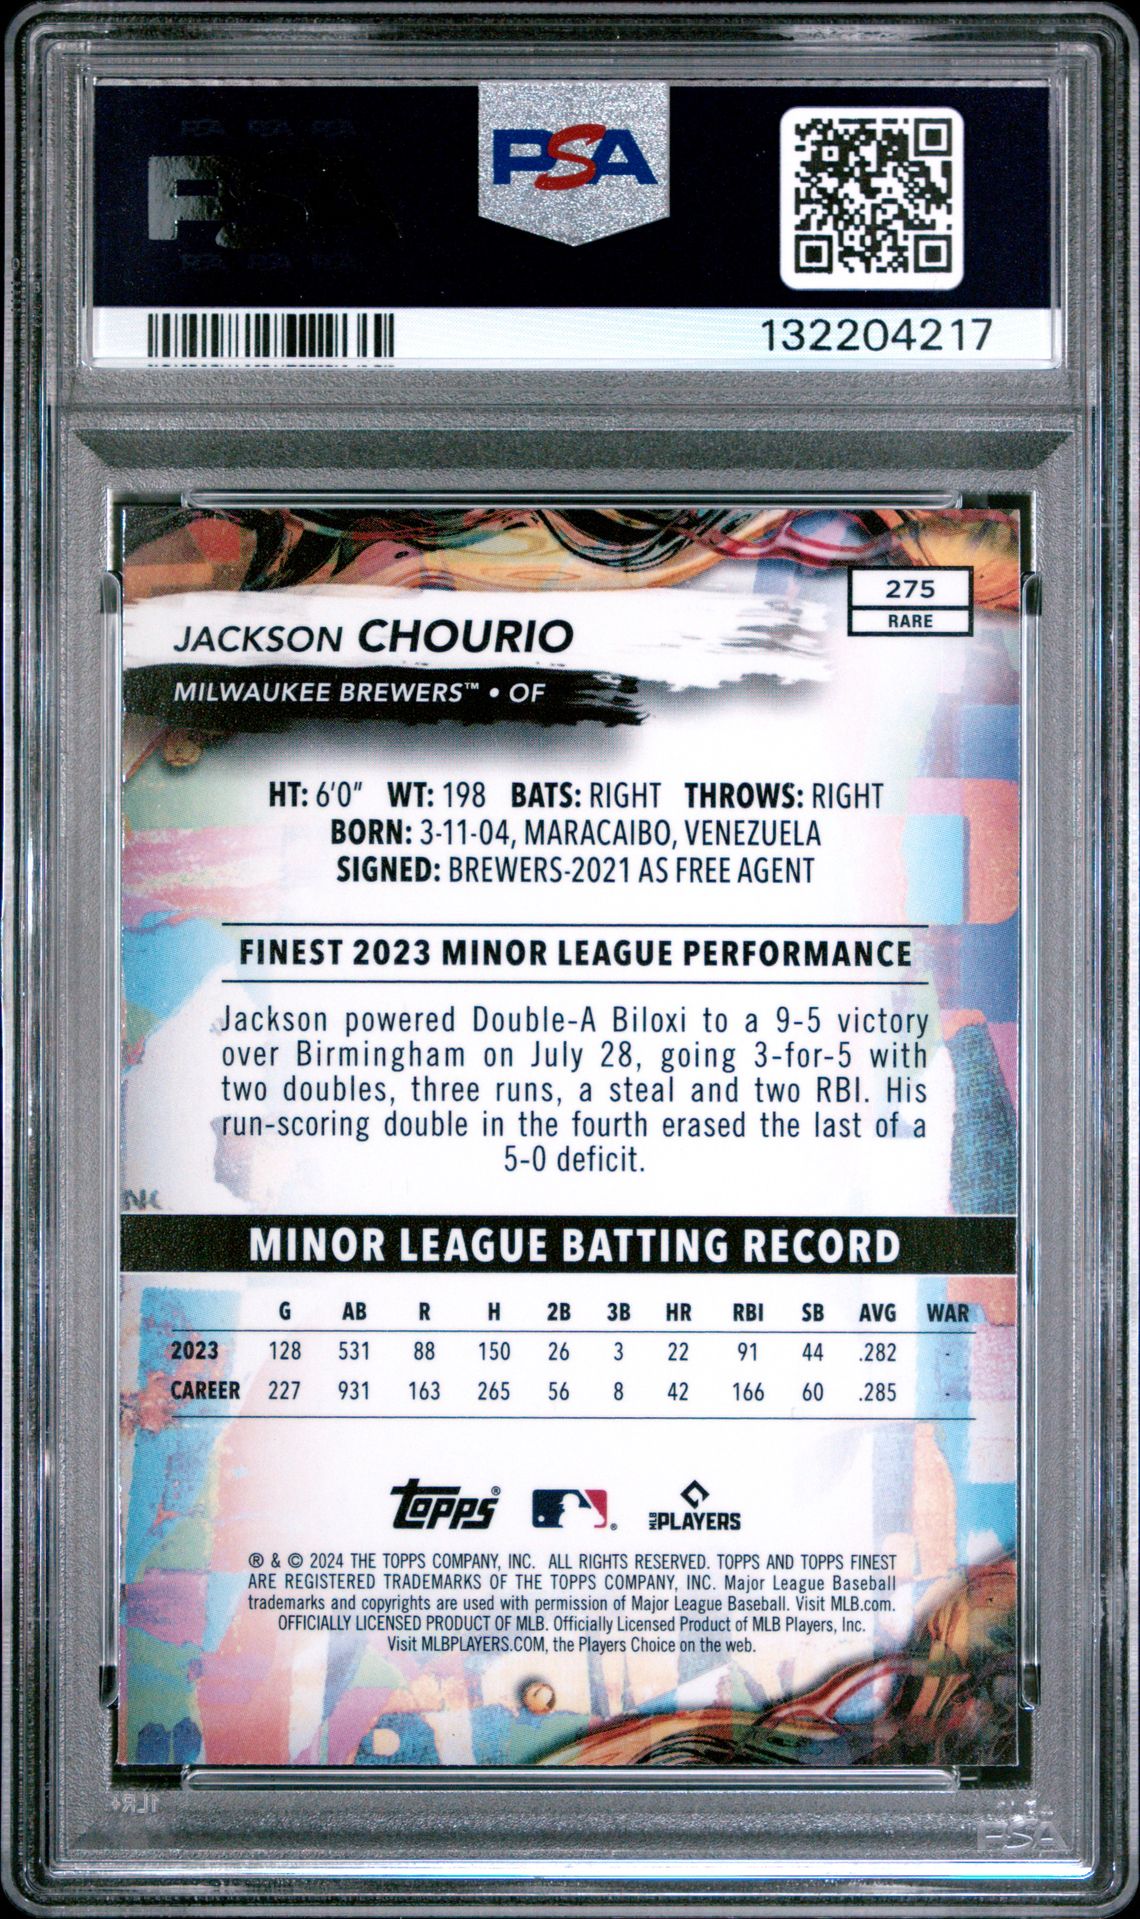 PSA
132204217
275
RARE
JACKSON CHOURIO
MILWAUKEE BREWERS™ • OF
HT: 6'0" WT: 198 BATS: RIGHT THROWS: RIGHT
BORN: 3-11-04, MARACAIBO, VENEZUELA
SIGNED: BREWERS-2021 AS FREE AGENT
FINEST 2023 MINOR LEAGUE PERFORMANCE
Jackson powered Double-A Biloxi to a 9-5 victory
over Birmingham on July 28, going 3-for-5 with
two doubles, three runs, a steal and two RBI. His
run-scoring double in the fourth erased the last of a
5-0 deficit.
MINOR LEAGUE BATTING RECORD
G AB R H 2B 3B HR RBI SB AVG WAR
2023 128 531 88 150 26 3 22 91 44 .282 -
CAREER 227 931 163 265 56 8 42 166 60 .285 -
topps® MLB PLAYERS
® & © 2024 THE TOPPS COMPANY, INC. ALL RIGHTS RESERVED. TOPPS AND TOPPS FINEST
ARE REGISTERED TRADEMARKS OF THE TOPPS COMPANY, INC. Major League Baseball
trademarks and copyrights are used with permission of Major League Baseball. Visit MLB.com.
OFFICIALLY LICENSED PRODUCT OF MLB. Officially Licensed Product of MLB Players, Inc.
Visit MLBPLAYERS.COM, the Players Choice on the web.
PSA